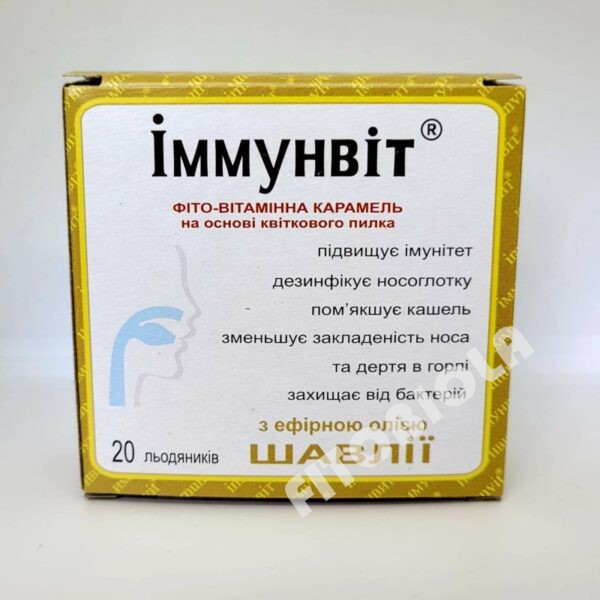 іммунвіт®
ФІТО-ВІТАМІННА КАРАМЕЛЬ
на основі квіткового пилка
підвищує імунітет
дезинфікує носоглотку
пом'якшує кашель
зменьшує закладеність носа
та дертя в горлі
захищає від бактерій
з ефірною олією
ШАВЛІЇ
20 льодяників
FITOBIOLA